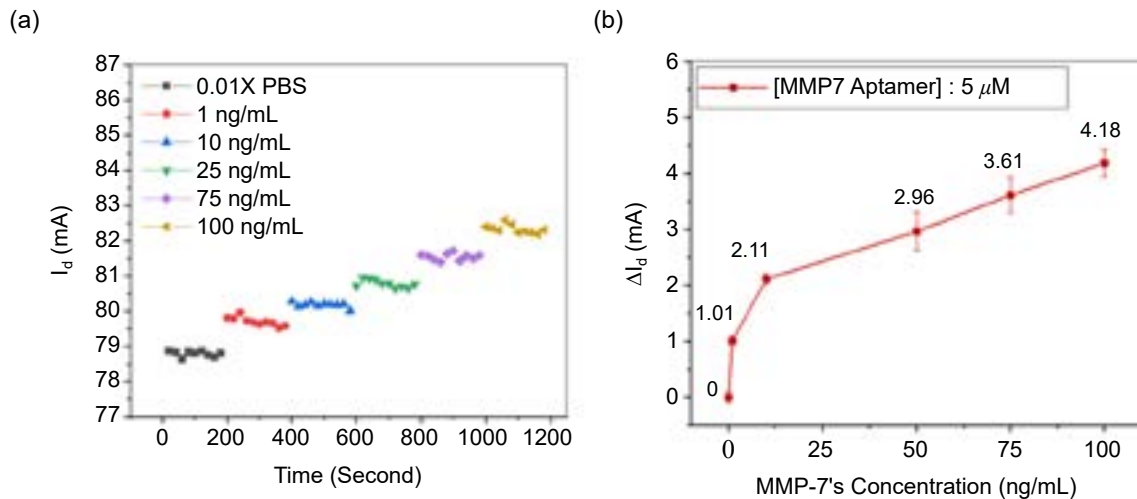 (a)
87
86
85
84
83
82
81
80
79
78
77
I_d (mA)
0.01X PBS
1 ng/mL
10 ng/mL
25 ng/mL
75 ng/mL
100 ng/mL
0 200 400 600 800 1000 1200
Time (Second)
(b)
6
5
4
3
2
1
0
ΔI_d (mA)
[MMP7 Aptamer] : 5 μM
4.18
3.61
2.96
2.11
1.01
0
0 25 50 75 100
MMP-7's Concentration (ng/mL)